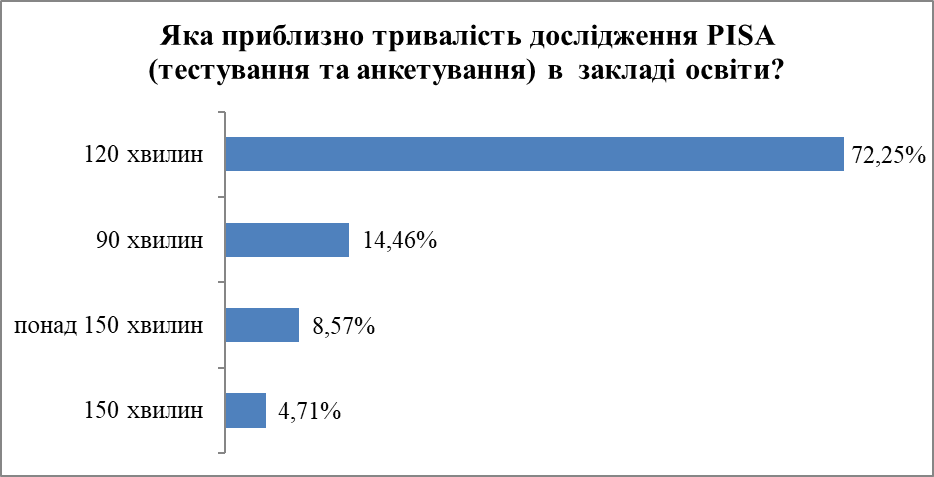 Яка приблизно тривалість дослідження PISA
(тестування та анкетування) в закладі освіти?
120 хвилин 72,25%
90 хвилин 14,46%
понад 150 хвилин 8,57%
150 хвилин 4,71%